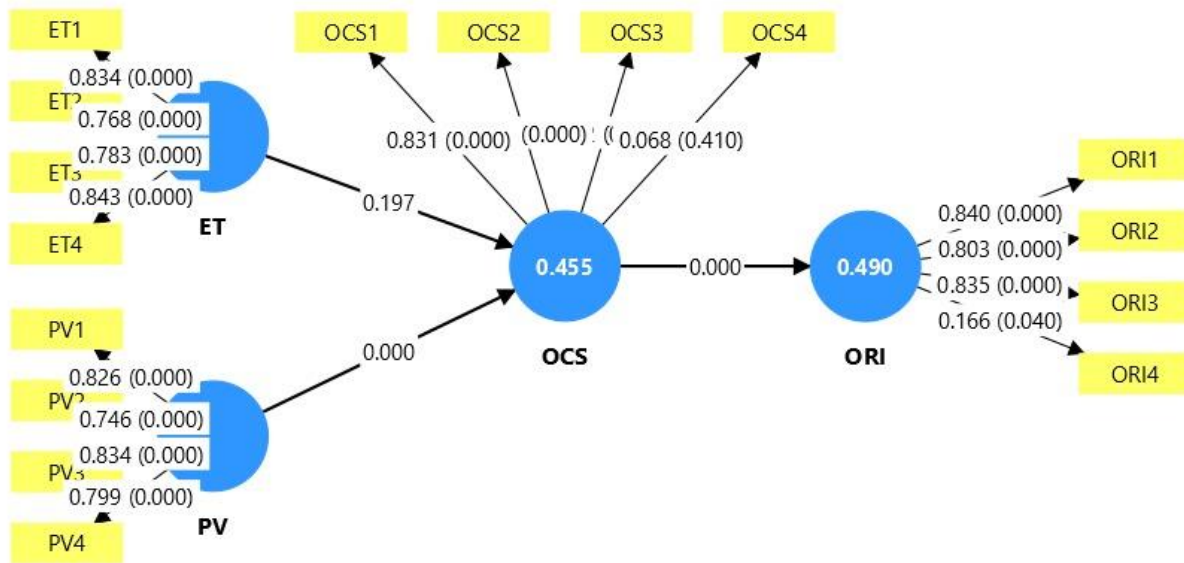 ET1
OCS1
OCS2
OCS3
OCS4
0.834 (0.000)
ET2
0.768 (0.000)
0.783 (0.000)
ET3
0.843 (0.000)
ET4
ET
0.831 (0.000)
(0.000)
0.068 (0.410)
0.197
ORI1
0.840 (0.000)
ORI2
0.803 (0.000)
0.835 (0.000)
ORI3
0.166 (0.040)
ORI4
0.455
0.000
0.490
OCS
ORI
PV1
0.000
0.826 (0.000)
PV2
0.746 (0.000)
0.834 (0.000)
PV3
0.799 (0.000)
PV4
PV